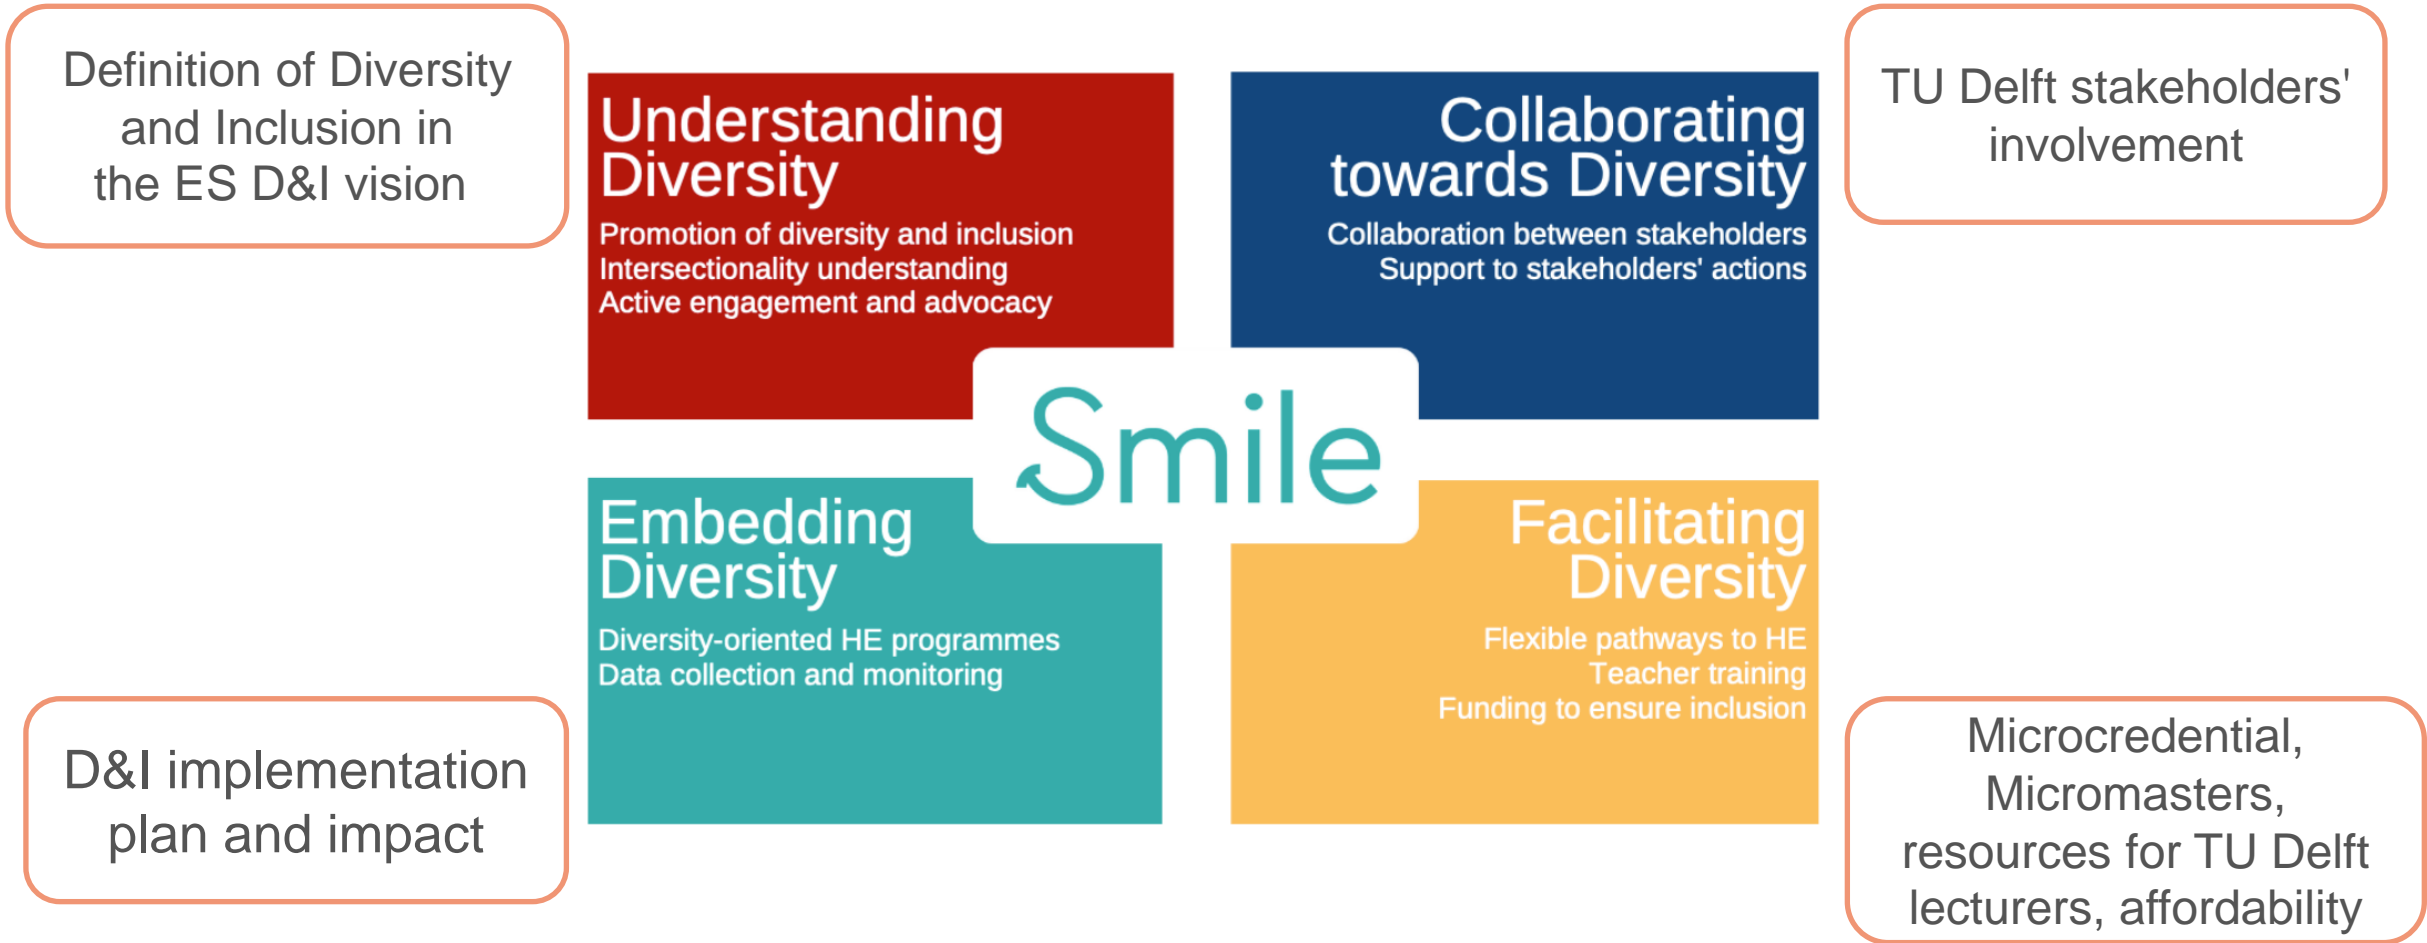 Definition of Diversity
and Inclusion in
the ES D&I vision
Understanding
Diversity
Promotion of diversity and inclusion
Intersectionality understanding
Active engagement and advocacy
Collaborating
towards Diversity
Collaboration between stakeholders
Support to stakeholders' actions
TU Delft stakeholders'
involvement
Smile
D&I implementation
plan and impact
Embedding
Diversity
Diversity-oriented HE programmes
Data collection and monitoring
Facilitating
Diversity
Flexible pathways to HE
Teacher training
Funding to ensure inclusion
Microcredential,
Micromasters,
resources for TU Delft
lecturers, affordability